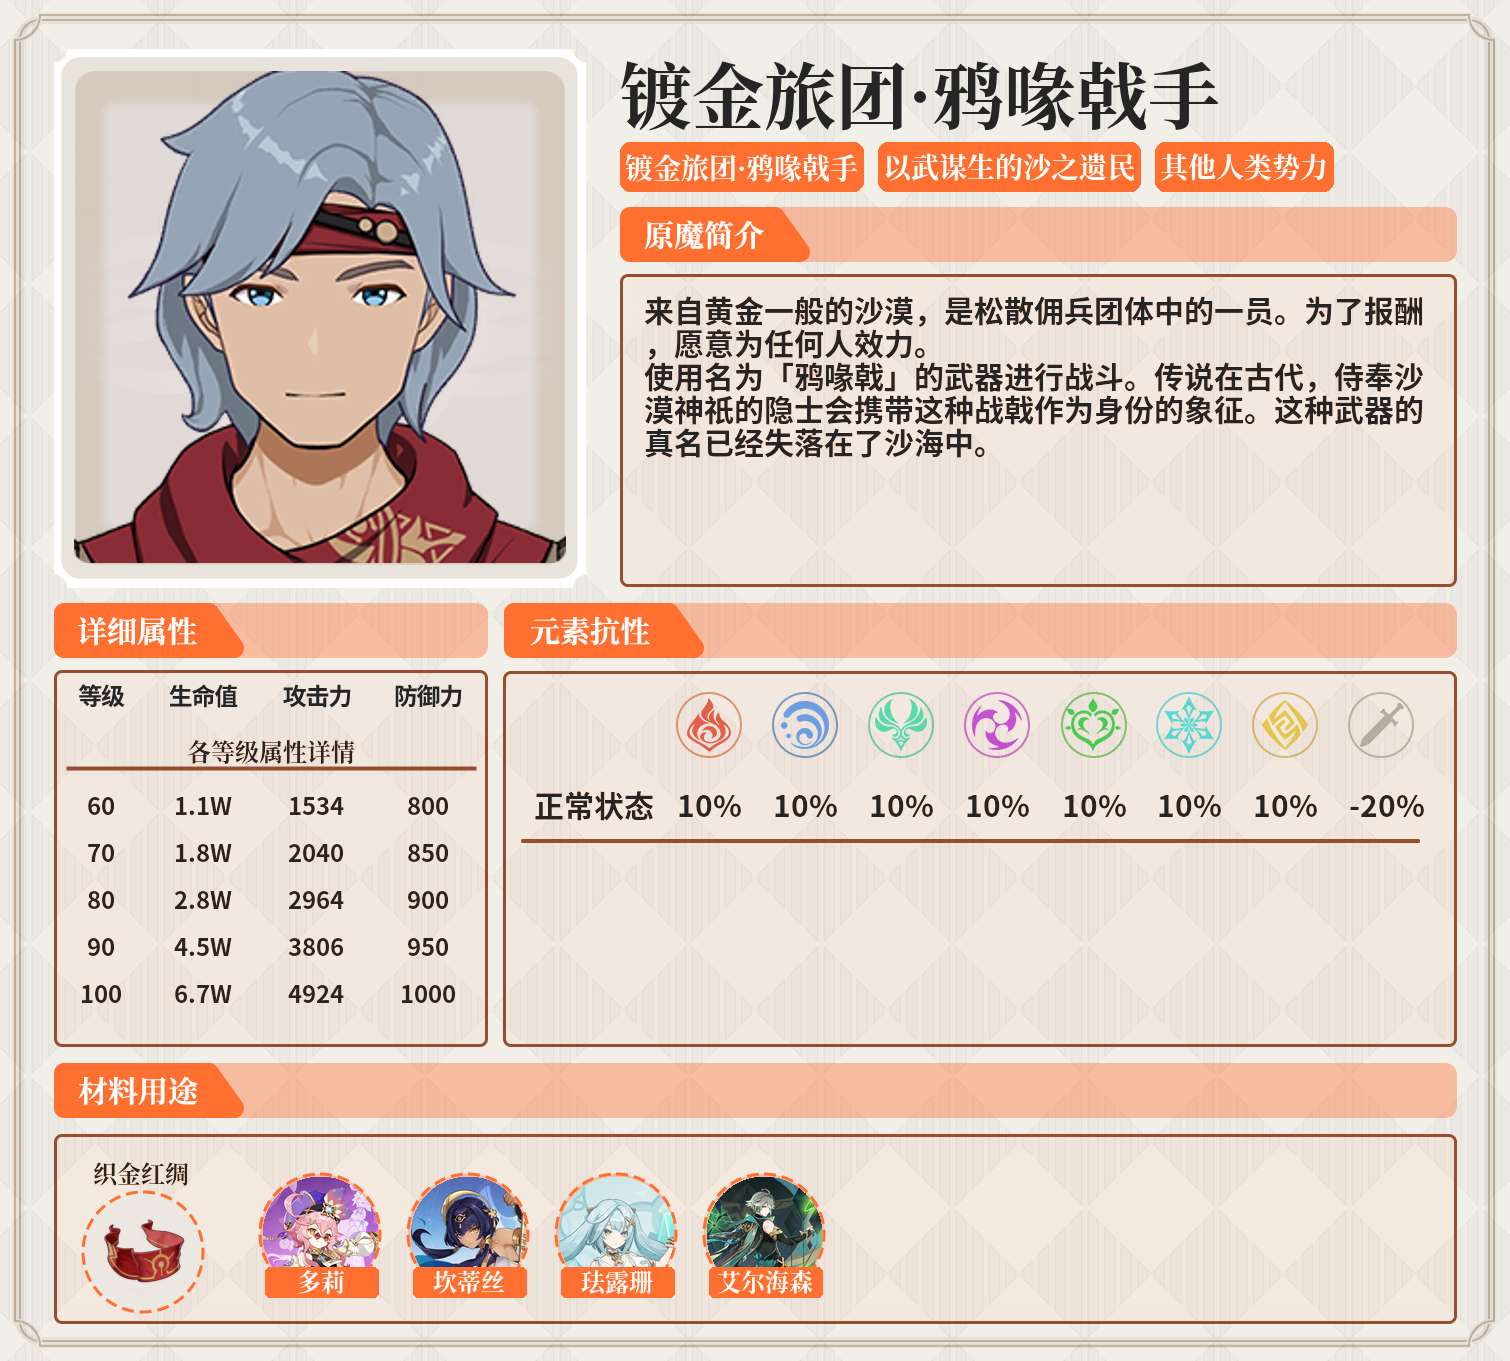 镀金旅团·鸦喙戟手
镀金旅团·鸦喙戟手 以武谋生的沙之遗民 其他人类势力
原魔简介
来自黄金一般的沙漠，是松散佣兵团体中的一员。为了报酬
，愿意为任何人效力。
使用名为「鸦喙戟」的武器进行战斗。传说在古代，侍奉沙
漠神祇的隐士会携带这种战戟作为身份的象征。这种武器的
真名已经失落在了沙海中。
详细属性
等级 生命值 攻击力 防御力
各等级属性详情
60 1.1W 1534 800
70 1.8W 2040 850
80 2.8W 2964 900
90 4.5W 3806 950
100 6.7W 4924 1000
元素抗性
正常状态 10% 10% 10% 10% 10% 10% 10% -20%
材料用途
织金红绸
多莉 坎蒂丝 珐露珊 艾尔海森